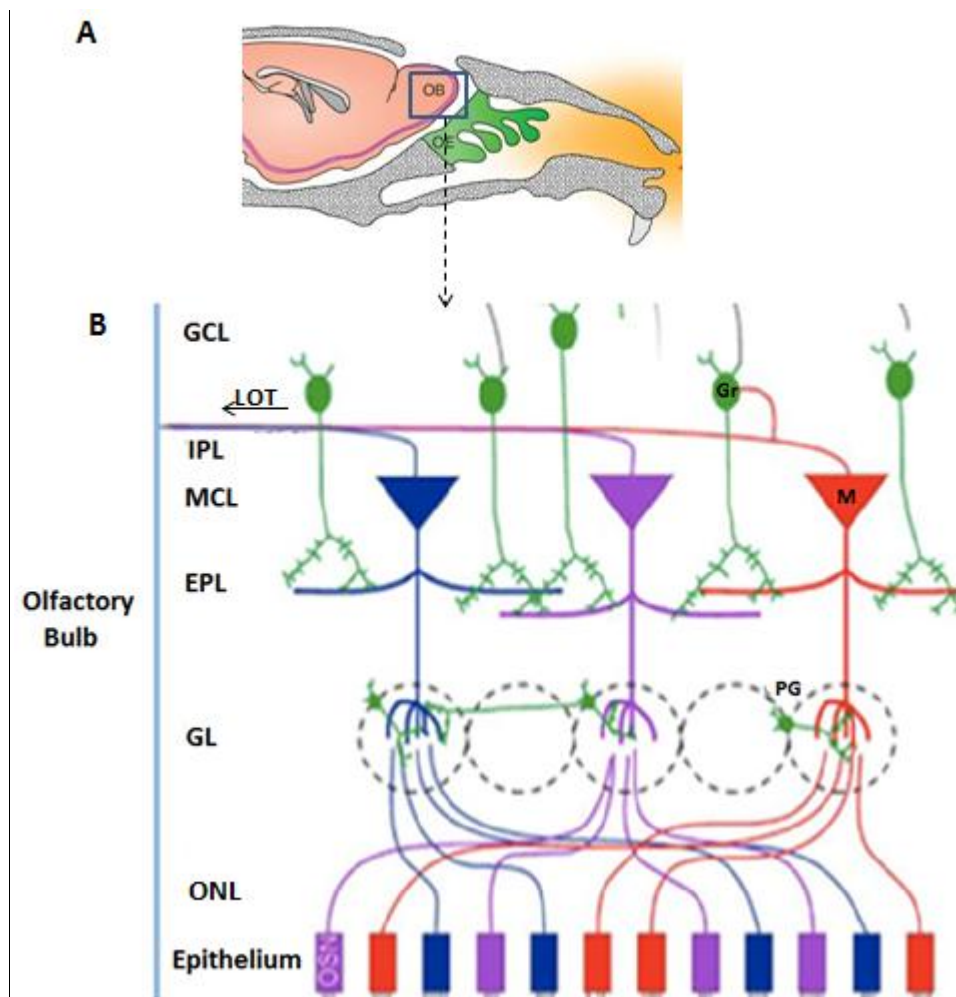 A
OB
OE
B
GCL
Gr
LOT
IPL
MCL
M
EPL
Olfactory
Bulb
PG
GL
ONL
Epithelium
OSN